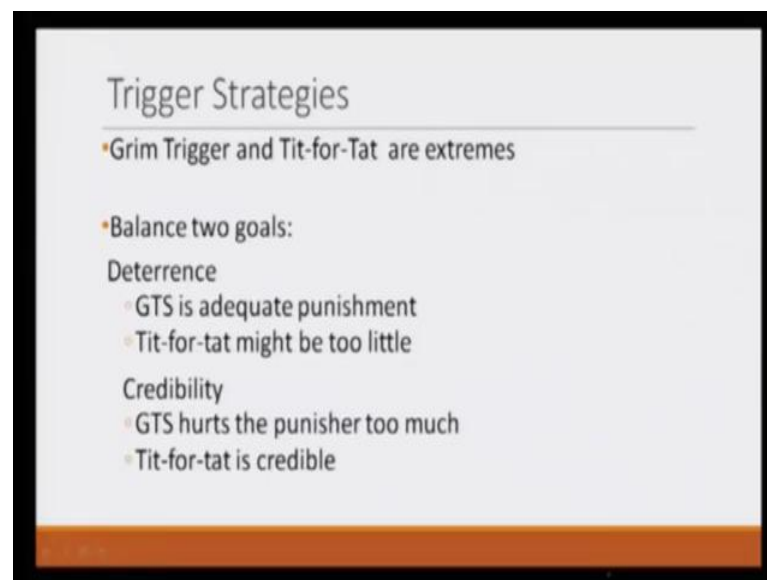 Trigger Strategies
•Grim Trigger and Tit-for-Tat are extremes
•Balance two goals:
Deterrence
◦GTS is adequate punishment
◦Tit-for-tat might be too little
Credibility
◦GTS hurts the punisher too much
◦Tit-for-tat is credible